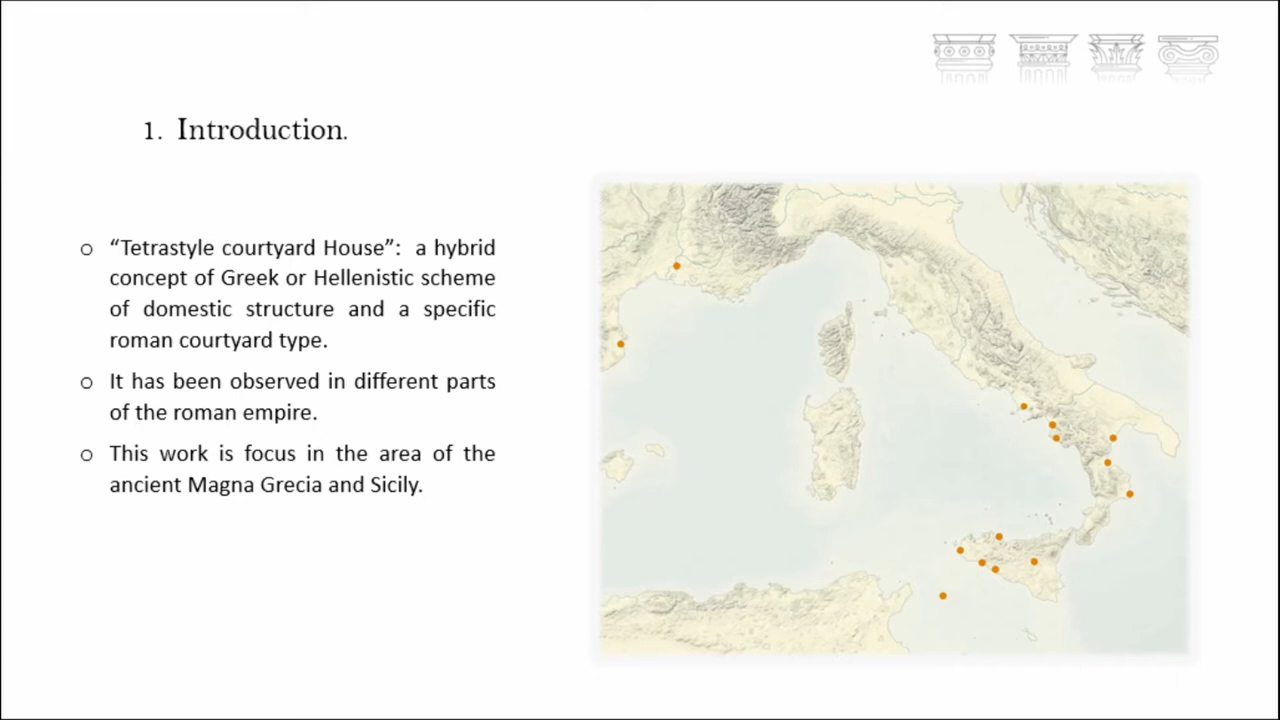 1. Introduction.
o “Tetrastyle courtyard House”: a hybrid
concept of Greek or Hellenistic scheme
of domestic structure and a specific
roman courtyard type.
o It has been observed in different parts
of the roman empire.
o This work is focus in the area of the
ancient Magna Grecia and Sicily.